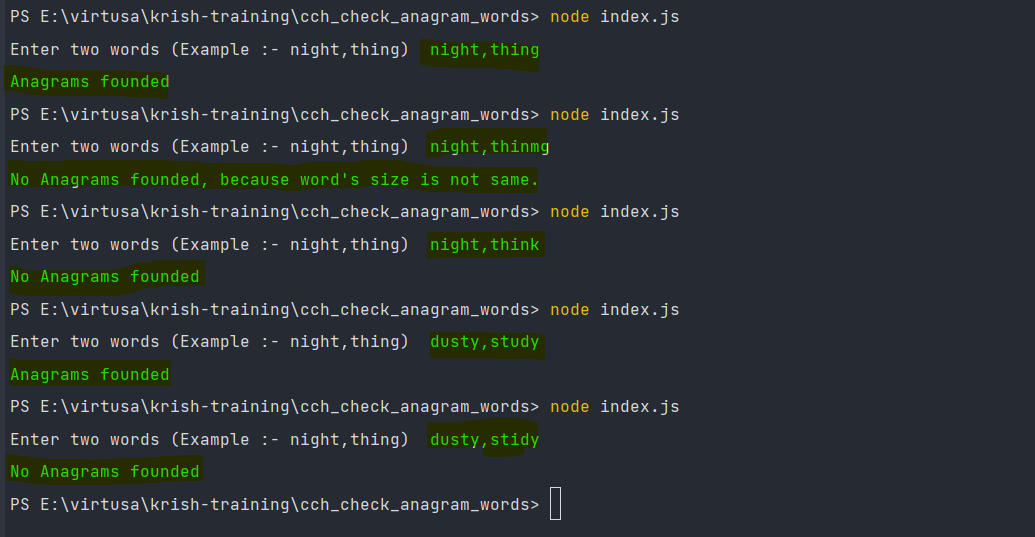 PS E:\virtusa\krish-training\cch_check_anagram_words> node index.js
Enter two words (Example :- night,thing)  night,thing
Anagrams founded
PS E:\virtusa\krish-training\cch_check_anagram_words> node index.js
Enter two words (Example :- night,thing)  night,thinmg
No Anagrams founded, because word's size is not same.
PS E:\virtusa\krish-training\cch_check_anagram_words> node index.js
Enter two words (Example :- night,thing)  night,think
No Anagrams founded
PS E:\virtusa\krish-training\cch_check_anagram_words> node index.js
Enter two words (Example :- night,thing)  dusty,study
Anagrams founded
PS E:\virtusa\krish-training\cch_check_anagram_words> node index.js
Enter two words (Example :- night,thing)  dusty,stidy
No Anagrams founded
PS E:\virtusa\krish-training\cch_check_anagram_words>